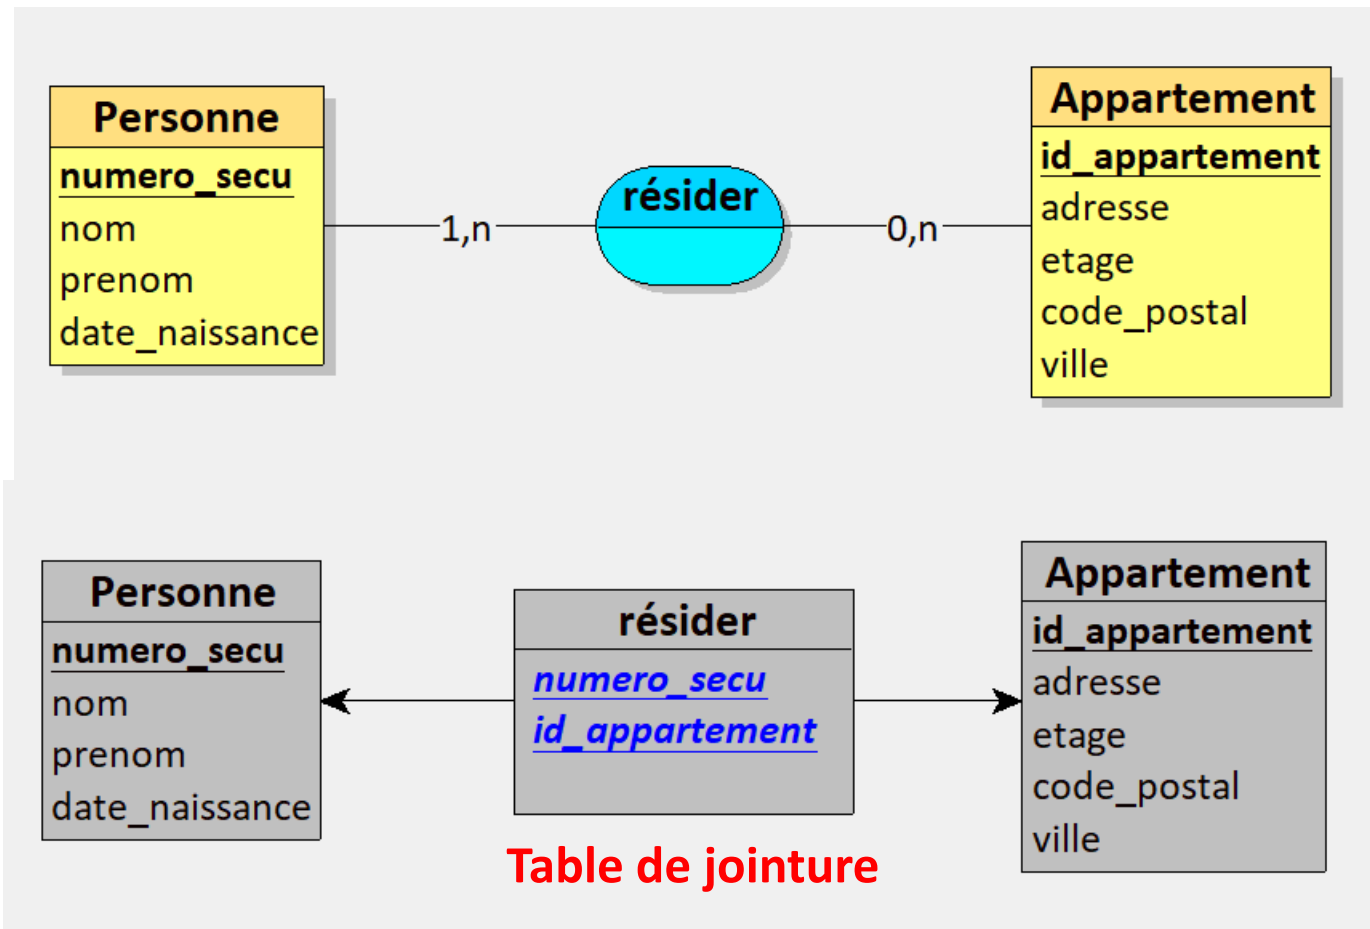 Personne
numero_secu
nom
prenom
date_naissance
1,n
résider
0,n
Appartement
id_appartement
adresse
etage
code_postal
ville
Personne
numero_secu
nom
prenom
date_naissance
résider
numero_secu
id_appartement
Appartement
id_appartement
adresse
etage
code_postal
ville
Table de jointure